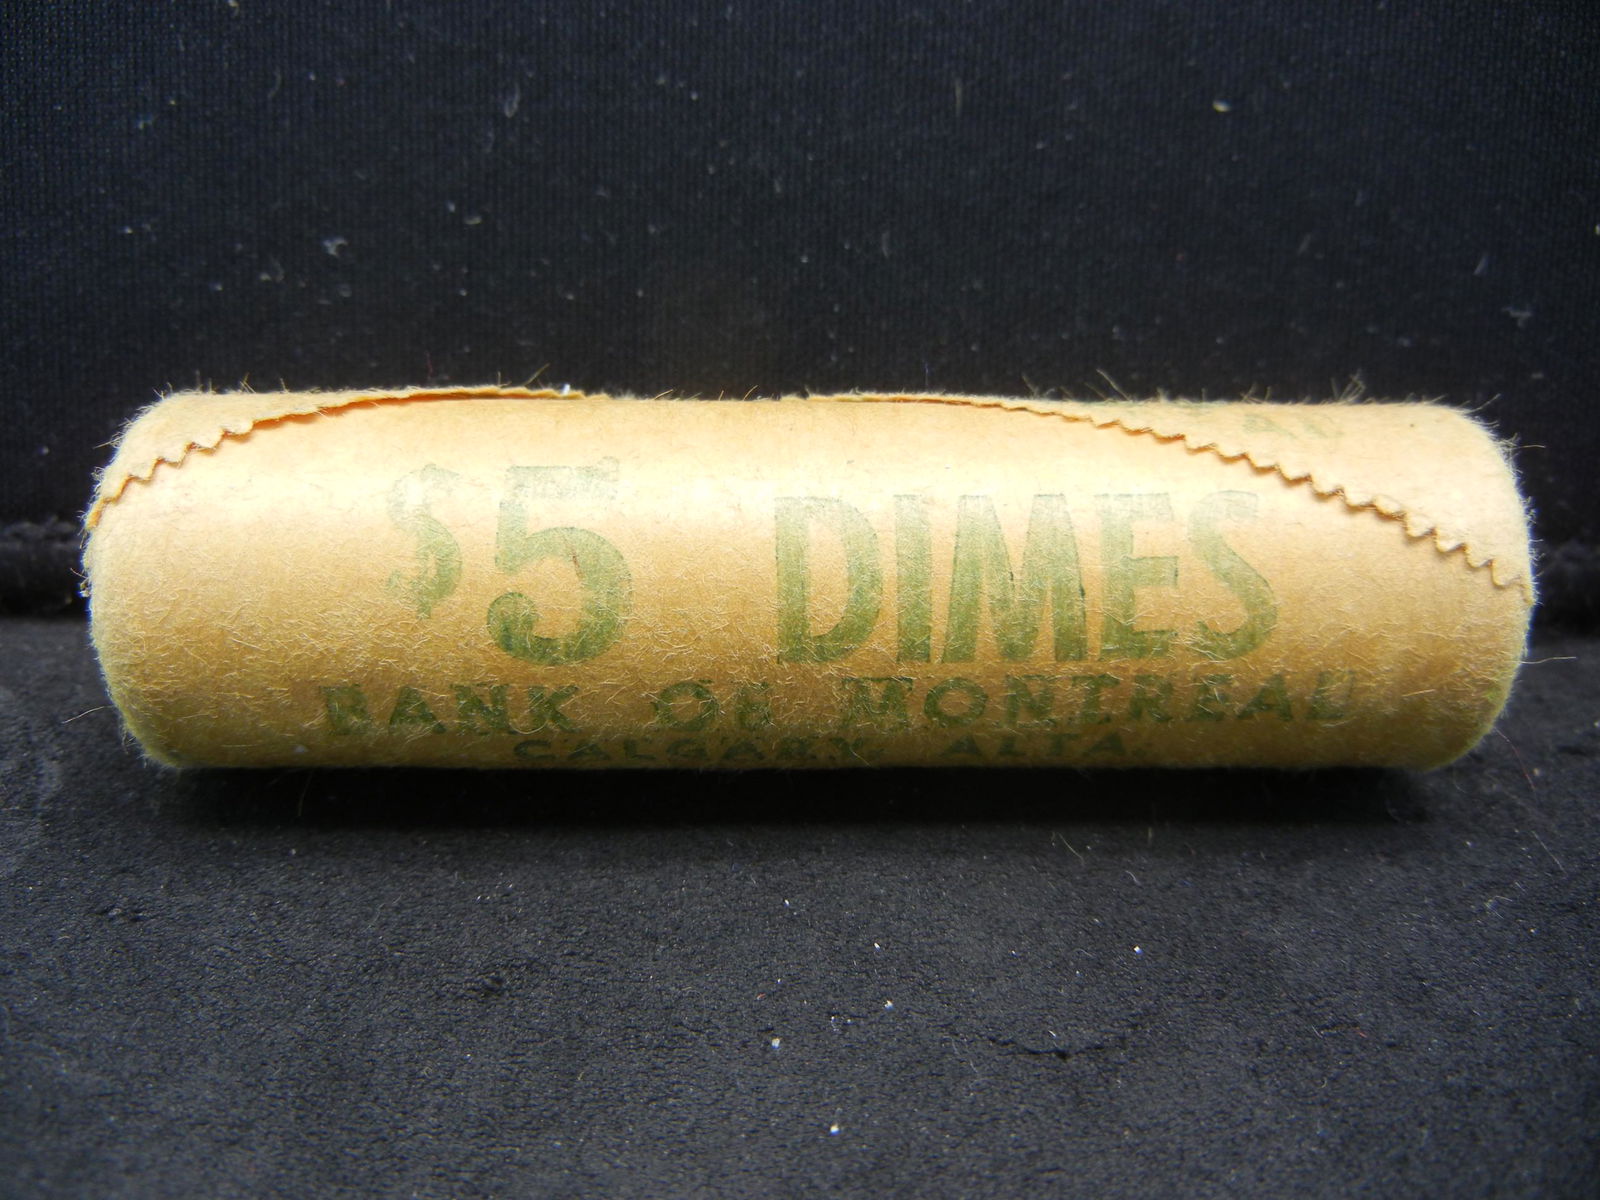 $5 DIMES
BANK OF MONTREAL
CALGARY, ALTA.